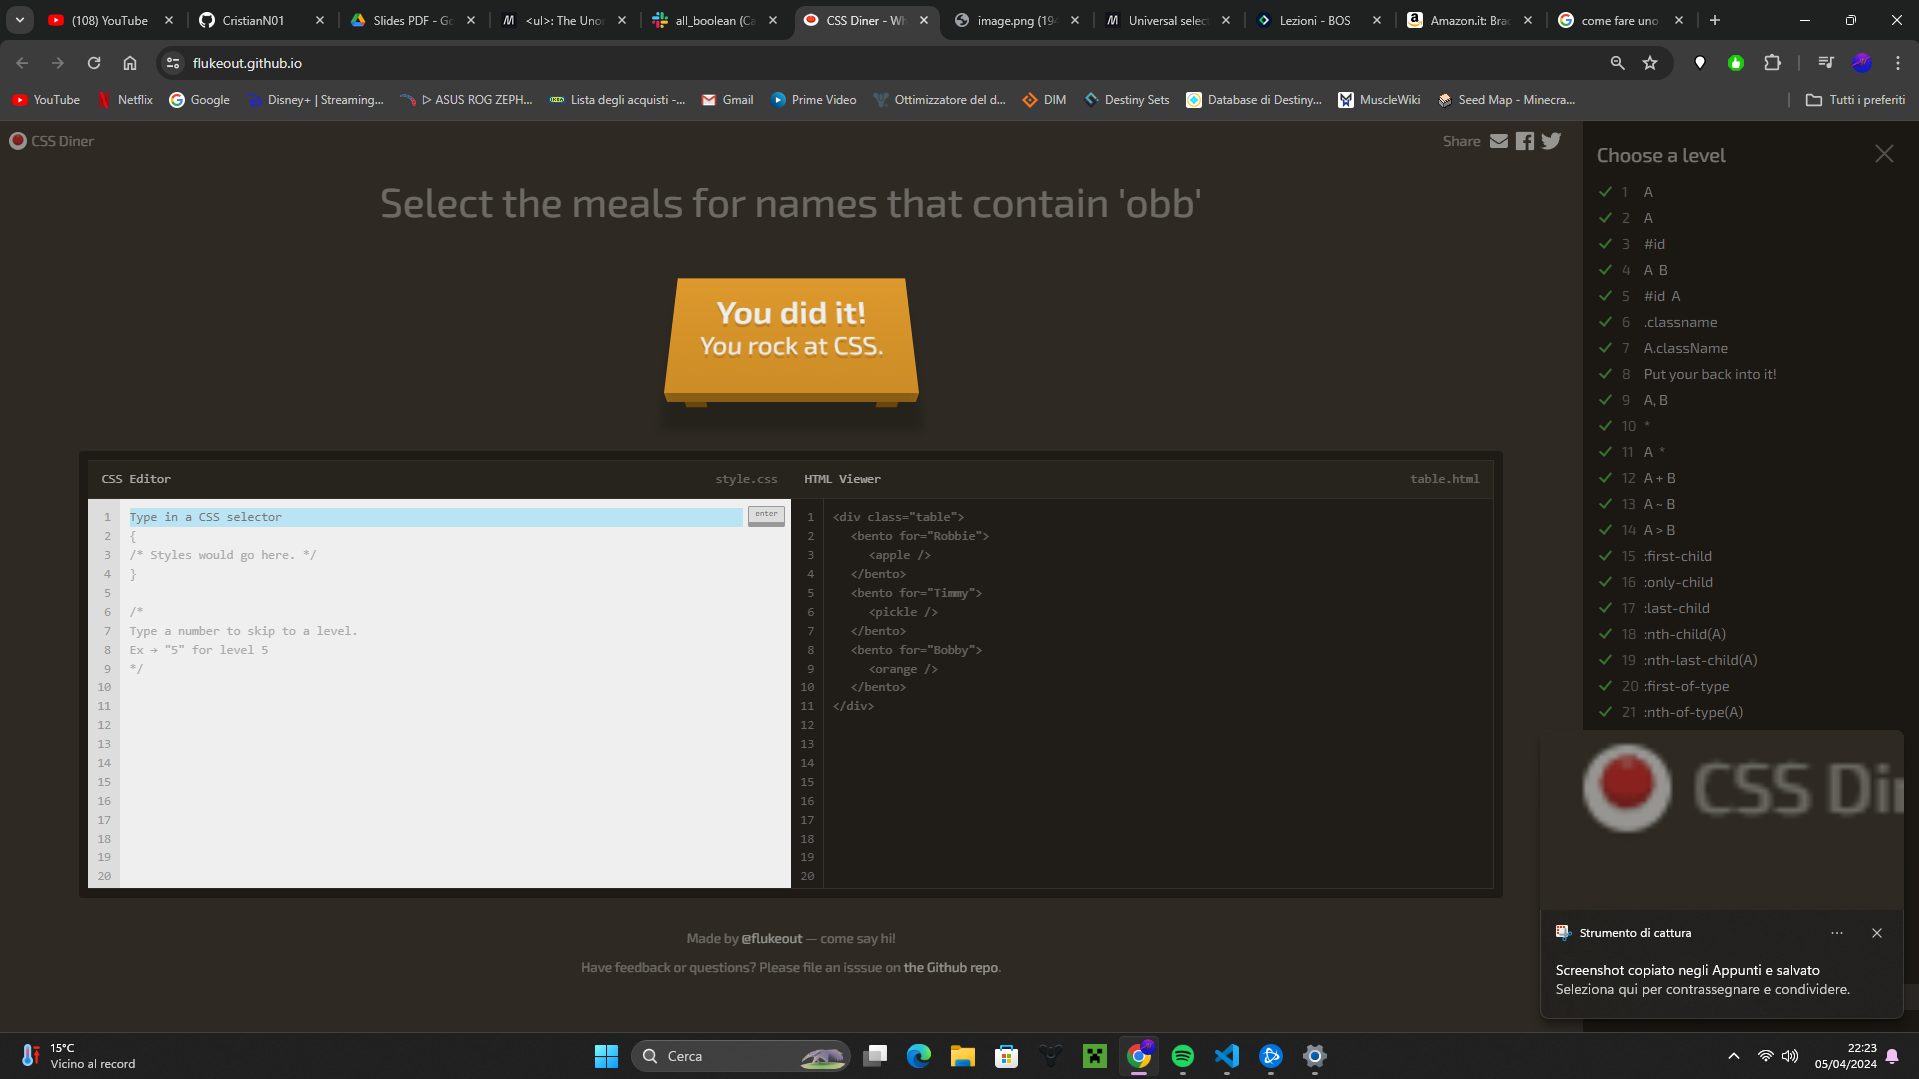 (108) YouTube
CristianN01
Slides PDF - Go
<ul>: The Unor
all_boolean (Ca
CSS Diner - Wh
image.png (194
Universal selec
Lezioni - BOS
Amazon.it: Brac
come fare uno
flukeout.github.io
YouTube
Netflix
Google
Disney+ | Streaming...
ASUS ROG ZEPH...
Lista degli acquisti -...
Gmail
Prime Video
Ottimizzatore del d...
DIM
Destiny Sets
Database di Destiny...
MuscleWiki
Seed Map - Minecra...
Tutti i preferiti
CSS Diner
Share
Select the meals for names that contain 'obb'
You did it!
You rock at CSS.
CSS Editor
style.css
1 Type in a CSS selector
enter
2 {
3 /* Styles would go here. */
4 }
5
6 /*
7 Type a number to skip to a level.
8 Ex → "5" for level 5
9 */
10
11
12
13
14
15
16
17
18
19
20
HTML Viewer
table.html
1 <div class="table">
2 <bento for="Robbie">
3 <apple />
4 </bento>
5 <bento for="Timmy">
6 <pickle />
7 </bento>
8 <bento for="Bobby">
9 <orange />
10 </bento>
11 </div>
12
13
14
15
16
17
18
19
20
Made by @flukeout — come say hi!
Have feedback or questions? Please file an isssue on the Github repo.
Choose a level
1 A
2 A
3 #id
4 A B
5 #id A
6 .classname
7 A.className
8 Put your back into it!
9 A, B
10 *
11 A *
12 A + B
13 A ~ B
14 A > B
15 :first-child
16 :only-child
17 :last-child
18 :nth-child(A)
19 :nth-last-child(A)
20 :first-of-type
21 :nth-of-type(A)
CSS Di
Strumento di cattura
Screenshot copiato negli Appunti e salvato
Seleziona qui per contrassegnare e condividere.
15°C
Vicino al record
Cerca
22:23
05/04/2024